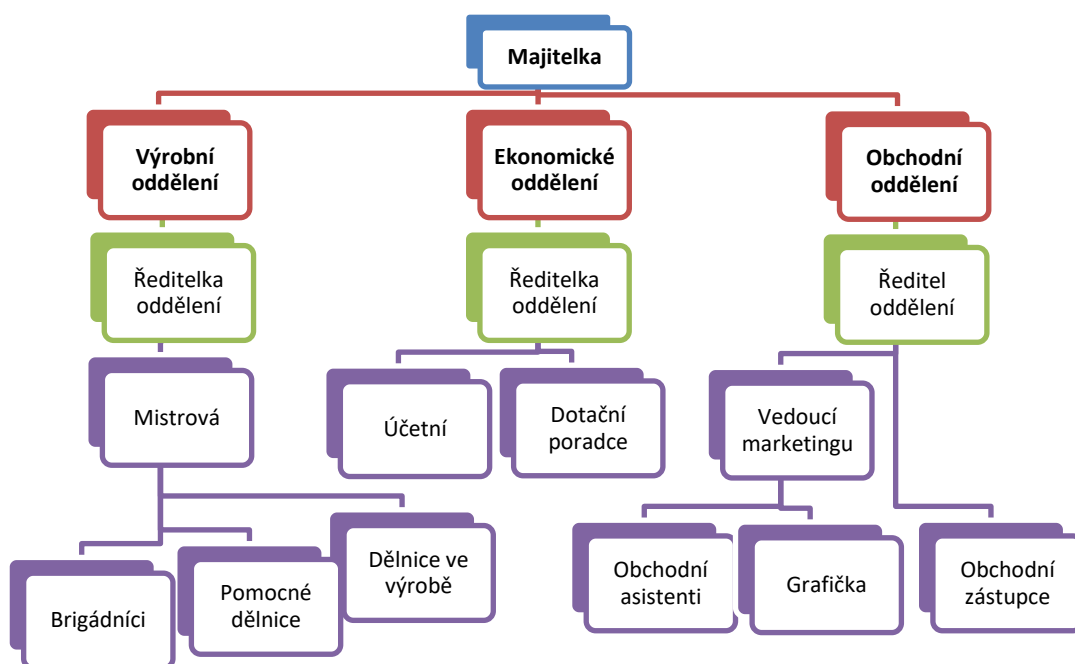 Majitelka
Výrobní
oddělení
Ekonomické
oddělení
Obchodní
oddělení
Ředitelka
oddělení
Ředitelka
oddělení
Ředitel
oddělení
Mistrová
Účetní
Dotační
poradce
Vedoucí
marketingu
Brigádníci
Pomocné
dělnice
Dělnice ve
výrobě
Obchodní
asistenti
Grafička
Obchodní
zástupce